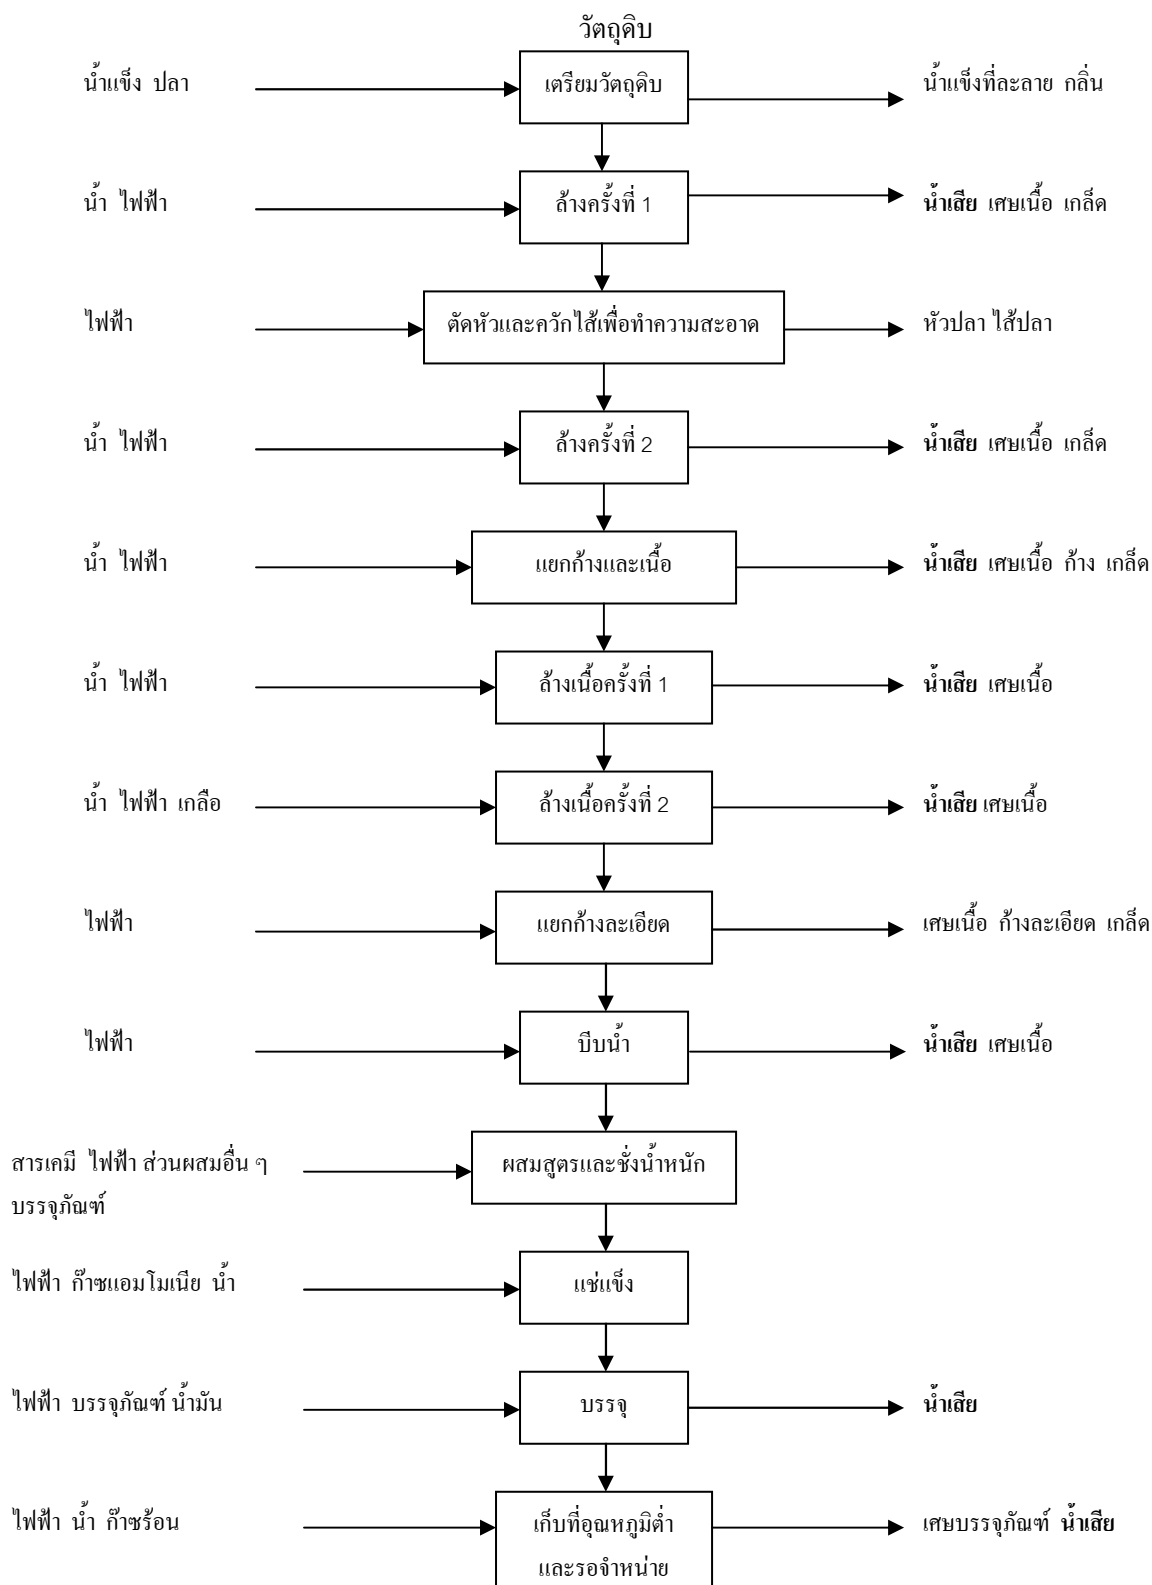 วัตถุดิบ
น้ำแข็ง ปลา
เตรียมวัตถุดิบ
น้ำแข็งที่ละลาย กลิ่น
น้ำ ไฟฟ้า
ล้างครั้งที่ 1
น้ำเสีย เศษเนื้อ เกล็ด
ไฟฟ้า
ตัดหัวและควักไส้เพื่อทำความสะอาด
หัวปลา ไส้ปลา
น้ำ ไฟฟ้า
ล้างครั้งที่ 2
น้ำเสีย เศษเนื้อ เกล็ด
น้ำ ไฟฟ้า
แยกก้างและเนื้อ
น้ำเสีย เศษเนื้อ ก้าง เกล็ด
น้ำ ไฟฟ้า
ล้างเนื้อครั้งที่ 1
น้ำเสีย เศษเนื้อ
น้ำ ไฟฟ้า เกลือ
ล้างเนื้อครั้งที่ 2
น้ำเสีย เศษเนื้อ
ไฟฟ้า
แยกก้างละเอียด
เศษเนื้อ ก้างละเอียด เกล็ด
ไฟฟ้า
บีบน้ำ
น้ำเสีย เศษเนื้อ
สารเคมี ไฟฟ้า ส่วนผสมอื่น ๆ
บรรจุภัณฑ์
ผสมสูตรและชั่งน้ำหนัก
ไฟฟ้า ก๊าซแอมโมเนีย น้ำ
แช่แข็ง
ไฟฟ้า บรรจุภัณฑ์ น้ำมัน
บรรจุ
น้ำเสีย
ไฟฟ้า น้ำ ก๊าซร้อน
เก็บที่อุณหภูมิต่ำ
และรอจำหน่าย
เศษบรรจุภัณฑ์ น้ำเสีย